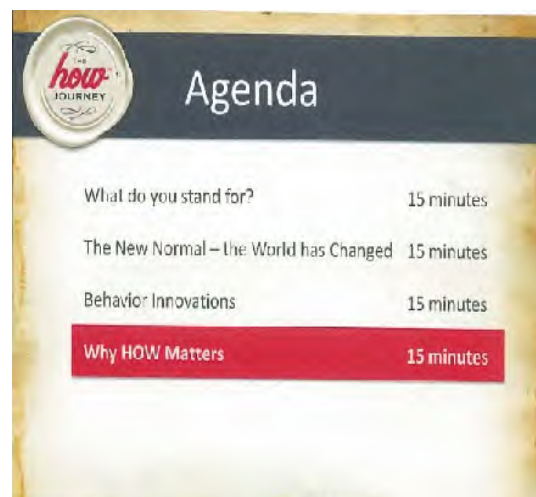 THE
how
JOURNEY
Agenda
What do you stand for? 15 minutes
The New Normal – the World has Changed 15 minutes
Behavior Innovations 15 minutes
Why HOW Matters 15 minutes